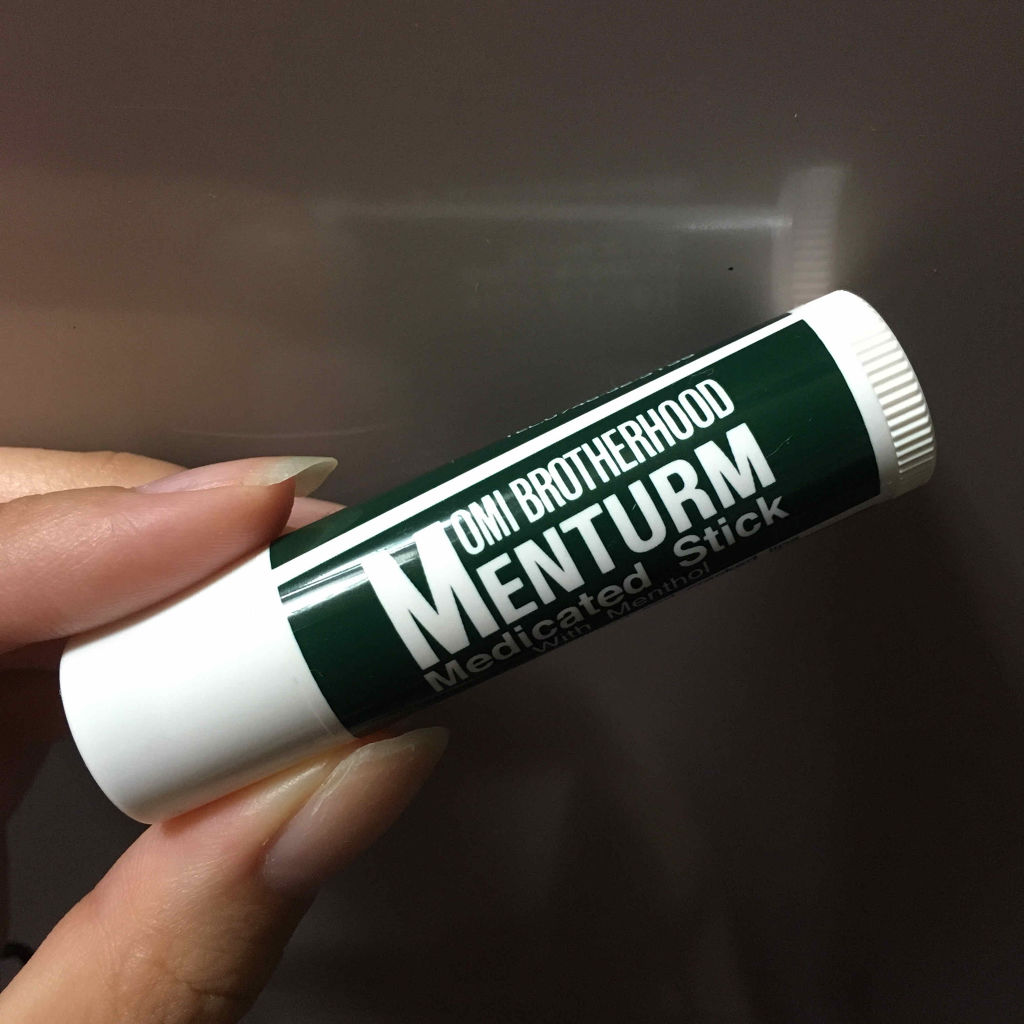 OMI BROTHERHOOD
MENTURM
Medicated Stick
With Menthol